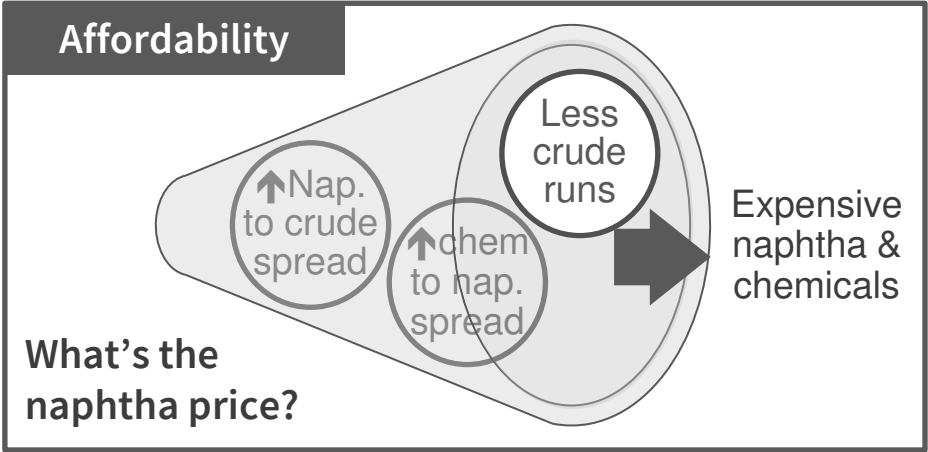 Affordability
Less
crude
runs
↑Nap.
to crude
spread
↑chem
to nap.
spread
Expensive
naphtha &
chemicals
What's the
naphtha price?